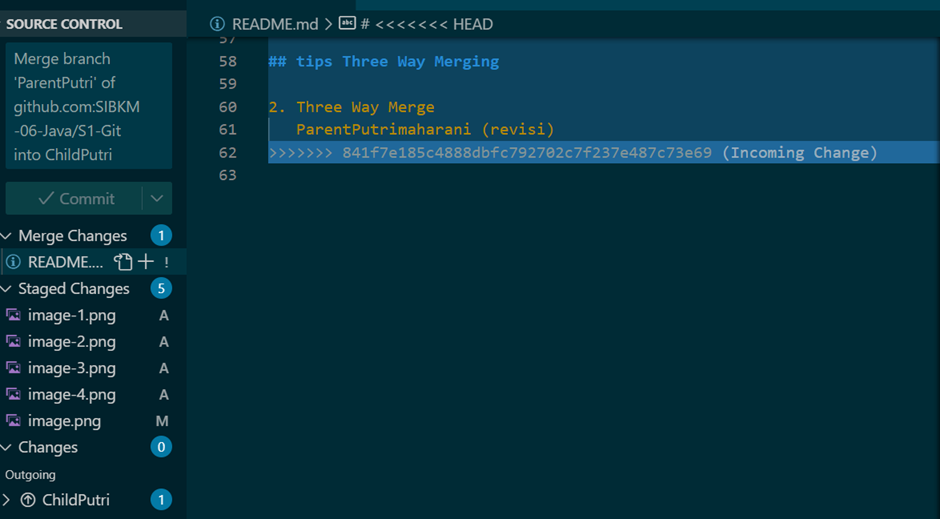 SOURCE CONTROL
Merge branch
'ParentPutri' of
github.com:SIBKM
-06-Java/S1-Git
into ChildPutri
Commit
Merge Changes 1
README.... !
Staged Changes 5
image-1.png A
image-2.png A
image-3.png A
image-4.png A
image.png M
Changes 0
Outgoing
ChildPutri 1
README.md > abc # <<<<<<< HEAD
57
58 ## tips Three Way Merging
59
60 2. Three Way Merge
61 ParentPutrimaharani (revisi)
62 >>>>>>> 841f7e185c4888dbfc792702c7f237e487c73e69 (Incoming Change)
63